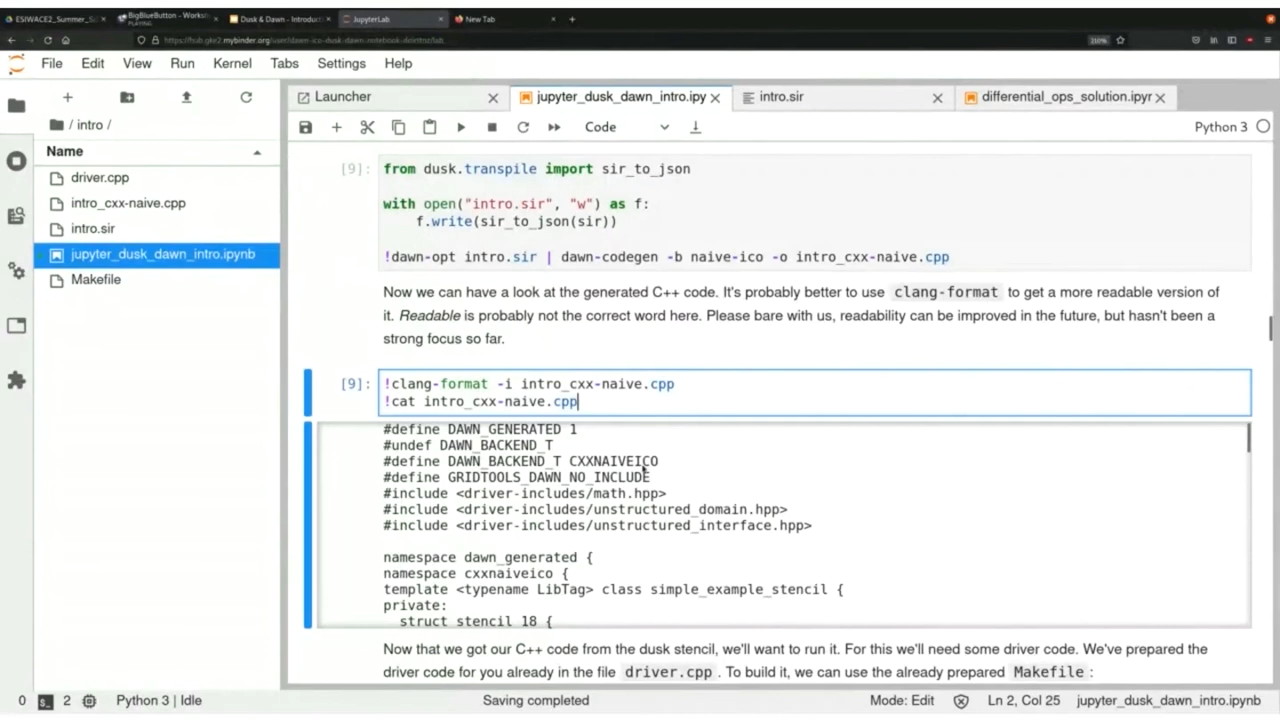 ESIWACE2_Summer_S
BigBlueButton - Worksh
PLAYING
Dusk & Dawn - Introduct
JupyterLab
New Tab
https://hub.gke2.mybinder.org/user/dawn-ico-dusk-dawn-notebook-
210%
File Edit View Run Kernel Tabs Settings Help
/ intro /
Name
driver.cpp
intro_cxx-naive.cpp
intro.sir
jupyter_dusk_dawn_intro.ipynb
Makefile
Launcher
jupyter_dusk_dawn_intro.ipy
intro.sir
differential_ops_solution.ipyr
Code
Python 3
[9]:
from dusk.transpile import sir_to_json
with open("intro.sir", "w") as f:
f.write(sir_to_json(sir))
!dawn-opt intro.sir | dawn-codegen -b naive-ico -o intro_cxx-naive.cpp
Now we can have a look at the generated C++ code. It's probably better to use clang-format to get a more readable version of
it. Readable is probably not the correct word here. Please bare with us, readability can be improved in the future, but hasn't been a
strong focus so far.
[9]:
!clang-format -i intro_cxx-naive.cpp
!cat intro_cxx-naive.cpp
#define DAWN_GENERATED 1
#undef DAWN_BACKEND_T
#define DAWN_BACKEND_T CXXNAIVEICO
#define GRIDTOOLS_DAWN_NO_INCLUDE
#include <driver-includes/math.hpp>
#include <driver-includes/unstructured_domain.hpp>
#include <driver-includes/unstructured_interface.hpp>
namespace dawn_generated {
namespace cxxnaiveico {
template <typename LibTag> class simple_example_stencil {
private:
struct stencil_18 {
Now that we got our C++ code from the dusk stencil, we'll want to run it. For this we'll need some driver code. We've prepared the
driver code for you already in the file driver.cpp . To build it, we can use the already prepared Makefile :
0 2 Python 3 | Idle
Saving completed
Mode: Edit
Ln 2, Col 25
jupyter_dusk_dawn_intro.ipynb